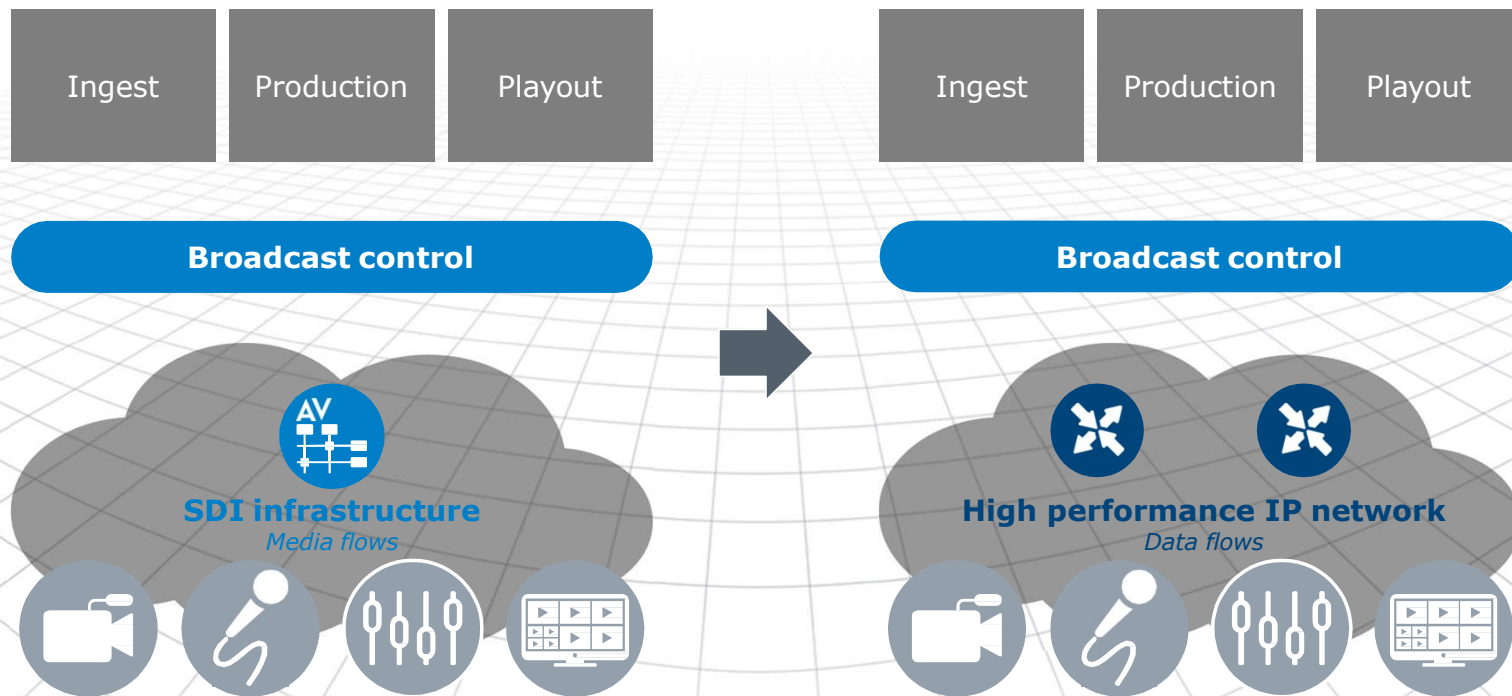 Ingest
Production
Playout
Broadcast control
AV
SDI infrastructure
Media flows
Ingest
Production
Playout
Broadcast control
High performance IP network
Data flows